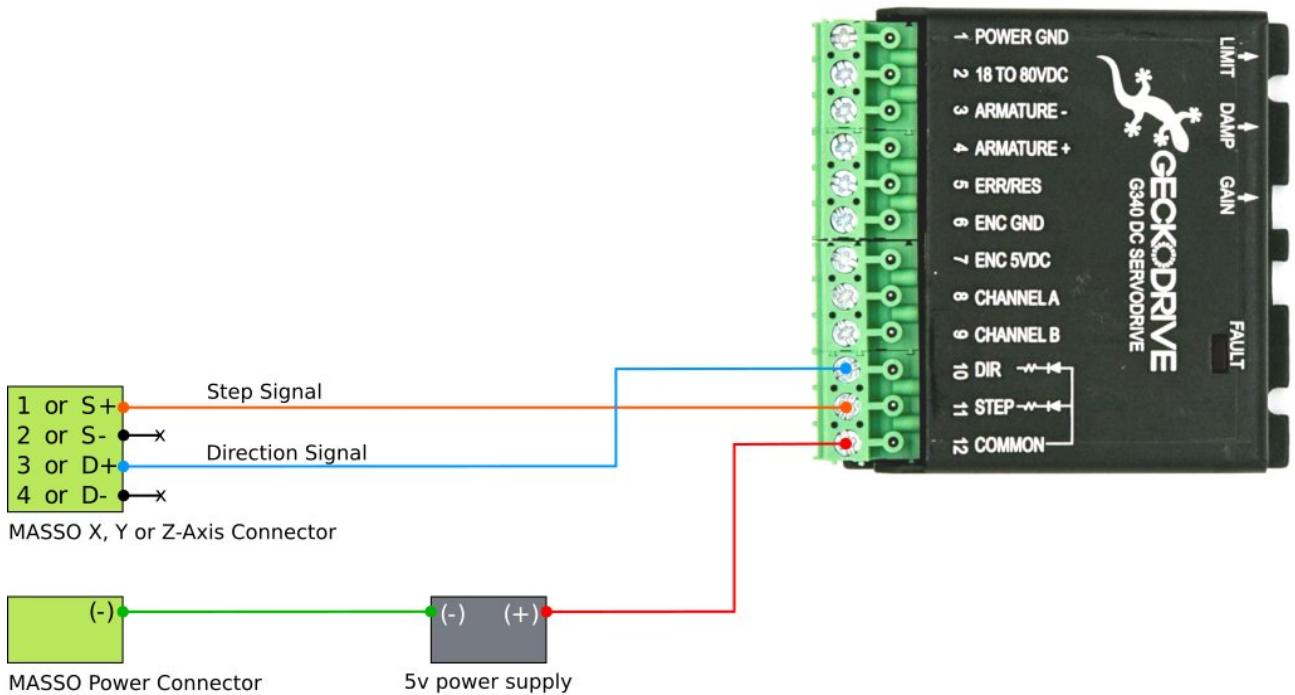 1 POWER GND
2 18 TO 80VDC
3 ARMATURE -
4 ARMATURE +
5 ERR/RES
6 ENC GND
7 ENC 5VDC
8 CHANNEL A
9 CHANNEL B
10 DIR
11 STEP
12 COMMON
GECKODRIVE
G340 DC SERVODRIVE
LIMIT
DAMP
GAIN
FAULT
1 or S+
2 or S-
3 or D+
4 or D-
Step Signal
x
Direction Signal
x
MASSO X, Y or Z-Axis Connector
(-)
MASSO Power Connector
(-) (+)
5v power supply